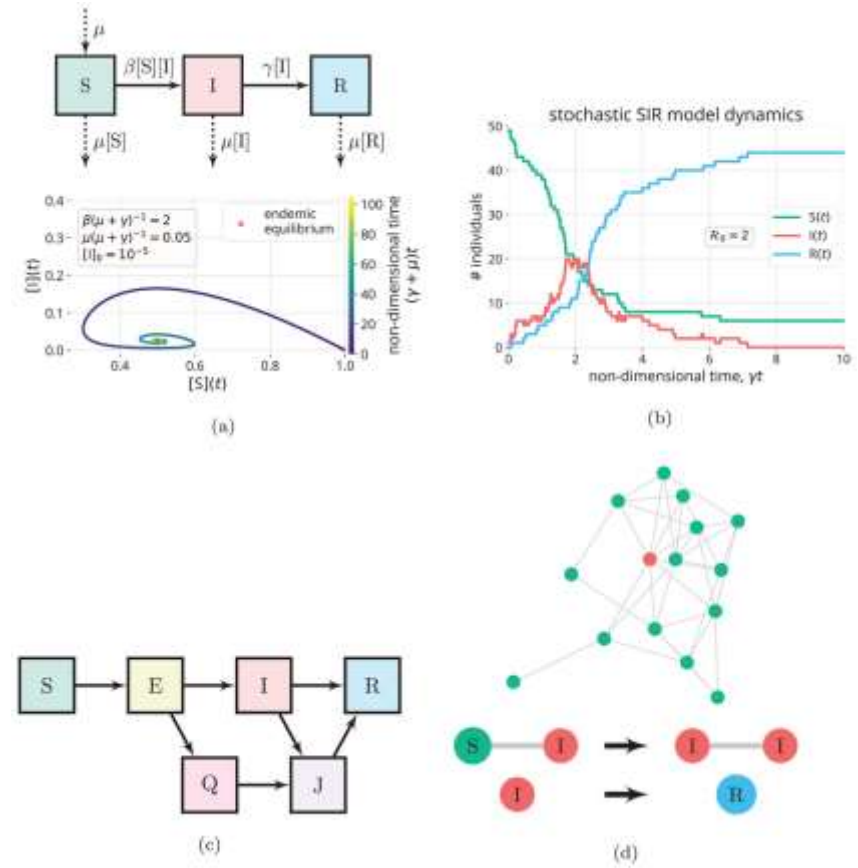 μ
S
β[S][I]
I
γ[I]
R
μ[S]
μ[I]
μ[R]
0.4
0.3
0.2
0.1
0.0
[I](t)
β(μ + γ)⁻¹ = 2
μ(μ + γ)⁻¹ = 0.05
[I]₀ = 10⁻⁵
endemic
equilibrium
0.4
0.6
0.8
1.0
[S](t)
100
80
60
40
20
0
non-dimensional time
(γ + μ)t
(a)
stochastic SIR model dynamics
50
40
30
20
10
0
# individuals
S(t)
I(t)
R(t)
R₀ = 2
0
2
4
6
8
10
non-dimensional time, γt
(b)
S
E
I
R
Q
J
(c)
S
I
I
I
I
R
(d)